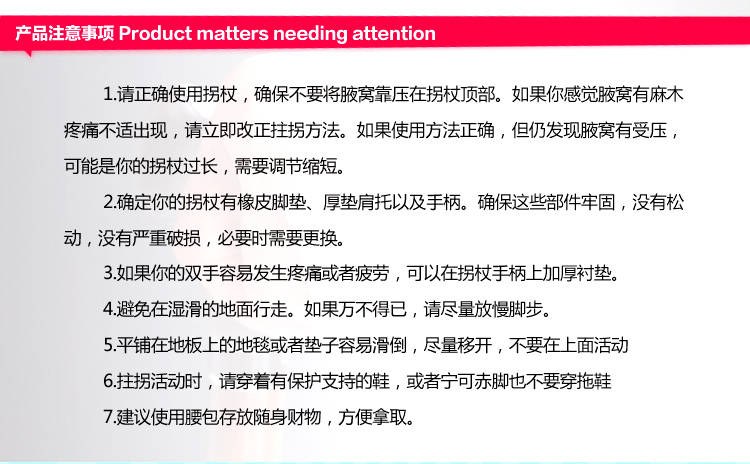 产品注意事项 Product matters needing attention
1.请正确使用拐杖，确保不要将腋窝靠压在拐杖顶部。如果你感觉腋窝有麻木
疼痛不适出现，请立即改正拄拐方法。如果使用方法正确，但仍发现腋窝有受压，
可能是你的拐杖过长，需要调节缩短。
2.确定你的拐杖有橡皮脚垫、厚垫肩托以及手柄。确保这些部件牢固，没有松
动，没有严重破损，必要时需要更换。
3.如果你的双手容易发生疼痛或者疲劳，可以在拐杖手柄上加厚衬垫。
4.避免在湿滑的地面行走。如果万不得已，请尽量放慢脚步。
5.平铺在地板上的地毯或者垫子容易滑倒，尽量移开，不要在上面活动
6.拄拐活动时，请穿着有保护支持的鞋，或者宁可赤脚也不要穿拖鞋
7.建议使用腰包存放随身财物，方便拿取。